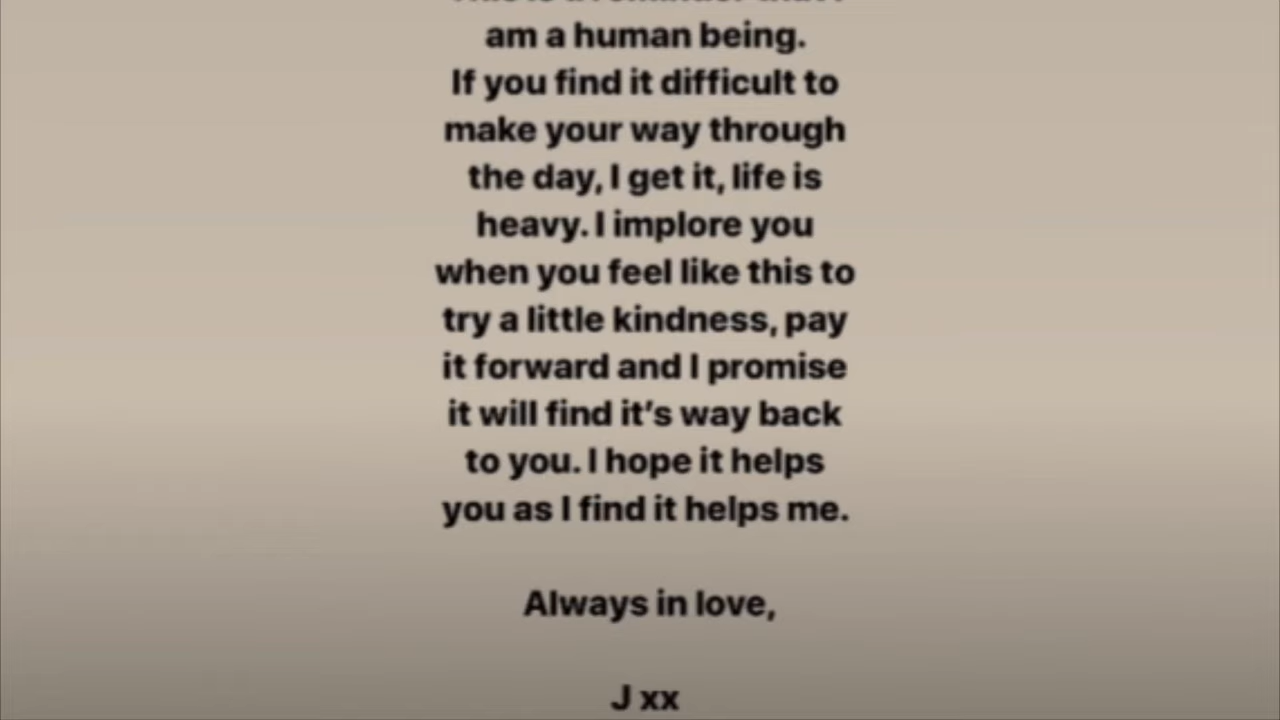 am a human being.
If you find it difficult to
make your way through
the day, I get it, life is
heavy. I implore you
when you feel like this to
try a little kindness, pay
it forward and I promise
it will find it’s way back
to you. I hope it helps
you as I find it helps me.
Always in love,
J xx